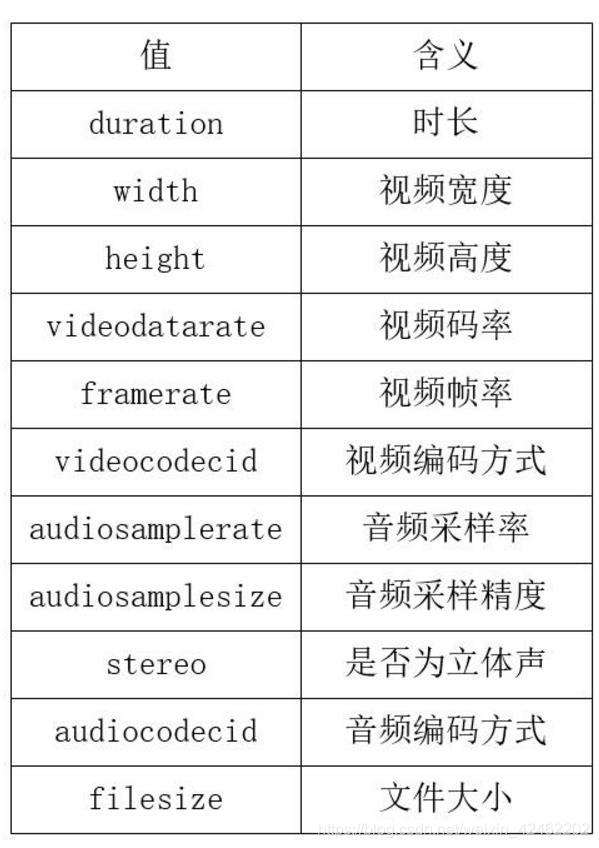 值 含义
duration 时长
width 视频宽度
height 视频高度
videodatarate 视频码率
framerate 视频帧率
videocodecid 视频编码方式
audiosamplerate 音频采样率
audiosamplesize 音频采样精度
stereo 是否为立体声
audiocodecid 音频编码方式
filesize 文件大小
https://blog.csdn.net/weixin_42462202